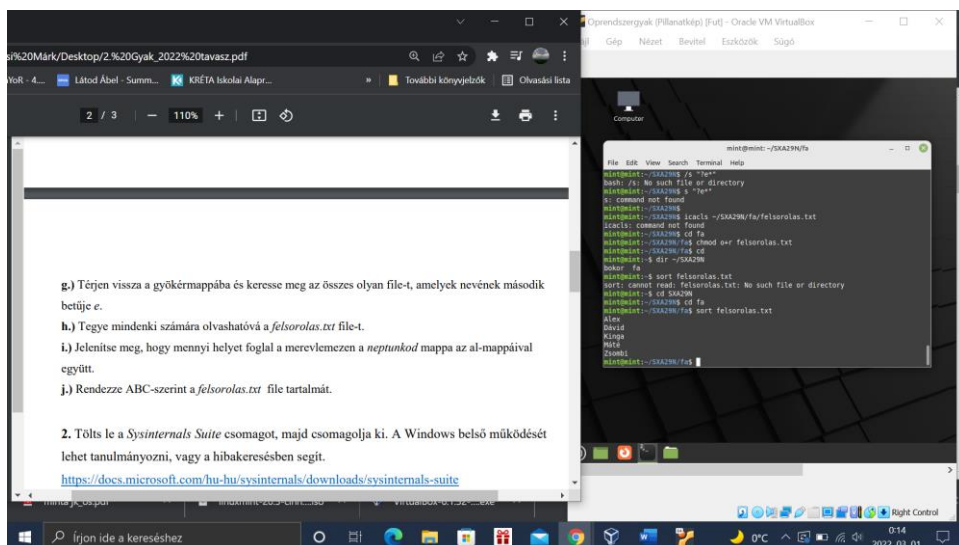 Oprendszergyak (Pillanatkép) [Fut] - Oracle VM VirtualBox
Gép Nézet Bevitel Eszközök Súgó
si%20Márk/Desktop/2.%20Gyak_2022%20tavasz.pdf
YoR - 4... Látod Ábel - Summ... KRÉTA Iskolai Alapr... » További könyvjelzők Olvasási lista
2 / 3 | — 110% +
g.) Térjen vissza a gyökérmappába és keresse meg az összes olyan file-t, amelyek nevének második
betűje e.
h.) Tegye mindenki számára olvashatóvá a felsorolas.txt file-t.
i.) Jelenítse meg, hogy mennyi helyet foglal a merevlemezen a neptunkod mappa az al-mappáival
együtt.
j.) Rendezze ABC-szerint a felsorolas.txt file tartalmát.
2. Tölts le a Sysinternals Suite csomagot, majd csomagolja ki. A Windows belső működését
lehet tanulmányozni, vagy a hibakeresésben segít.
https://docs.microsoft.com/hu-hu/sysinternals/downloads/sysinternals-suite
Computer
mint@mint: ~/SXA29N/fa
File Edit View Search Terminal Help
mint@mint:~/SXA29N$ /s "?e*"
bash: /s: No such file or directory
mint@mint:~/SXA29N$ s "?e*"
s: command not found
mint@mint:~/SXA29N$
mint@mint:~/SXA29N$ icacls ~/SXA29N/fa/felsorolas.txt
icacls: command not found
mint@mint:~/SXA29N$ cd fa
mint@mint:~/SXA29N/fa$ chmod o+r felsorolas.txt
mint@mint:~/SXA29N/fa$ cd
mint@mint:~$ dir ~/SXA29N
bokor fa
mint@mint:~$ sort felsorolas.txt
sort: cannot read: felsorolas.txt: No such file or directory
mint@mint:~$ cd SXA29N
mint@mint:~/SXA29N$ cd fa
mint@mint:~/SXA29N/fa$ sort felsorolas.txt
Alex
Dávid
Kinga
Máté
Zsombi
mint@mint:~/SXA29N/fa$
Right Control
Írjon ide a kereséshez
0°C
0:14
2022. 03. 01.